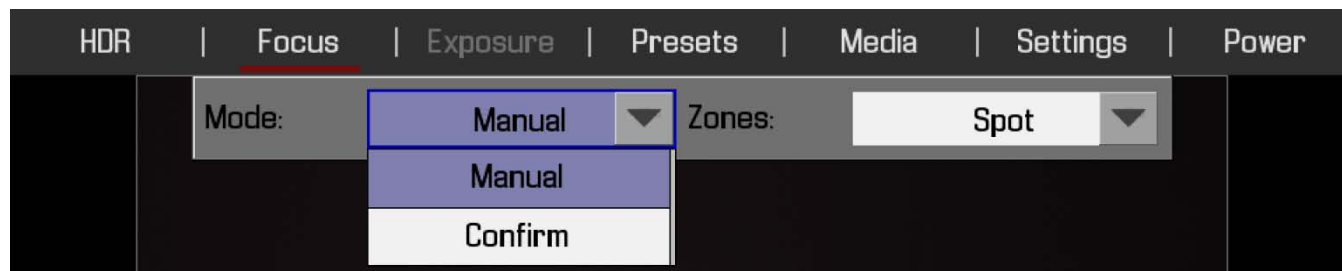 HDR | Focus | Exposure | Presets | Media | Settings | Power
Mode: Manual Zones: Spot
Manual
Confirm